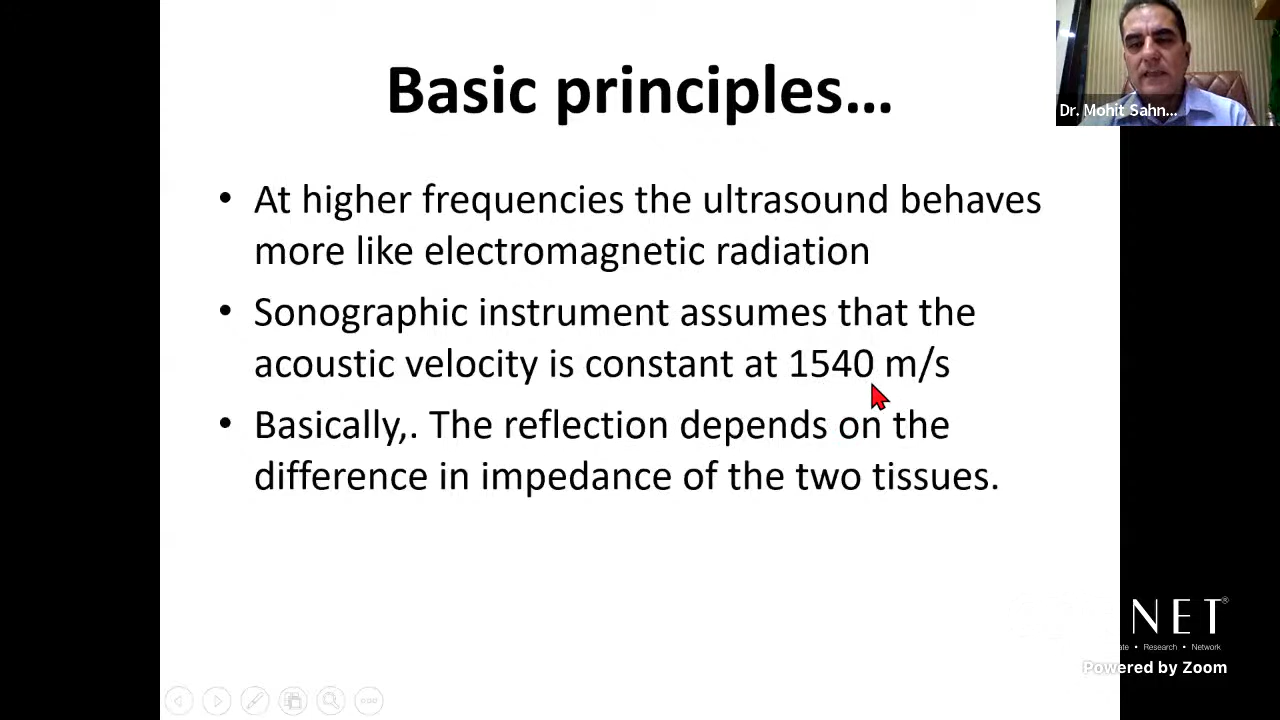 Basic principles...
• At higher frequencies the ultrasound behaves
more like electromagnetic radiation
• Sonographic instrument assumes that the
acoustic velocity is constant at 1540 m/s
• Basically,. The reflection depends on the
difference in impedance of the two tissues.
Dr. Mohit Sahn...
NET®
• Research • Network
Powered by Zoom